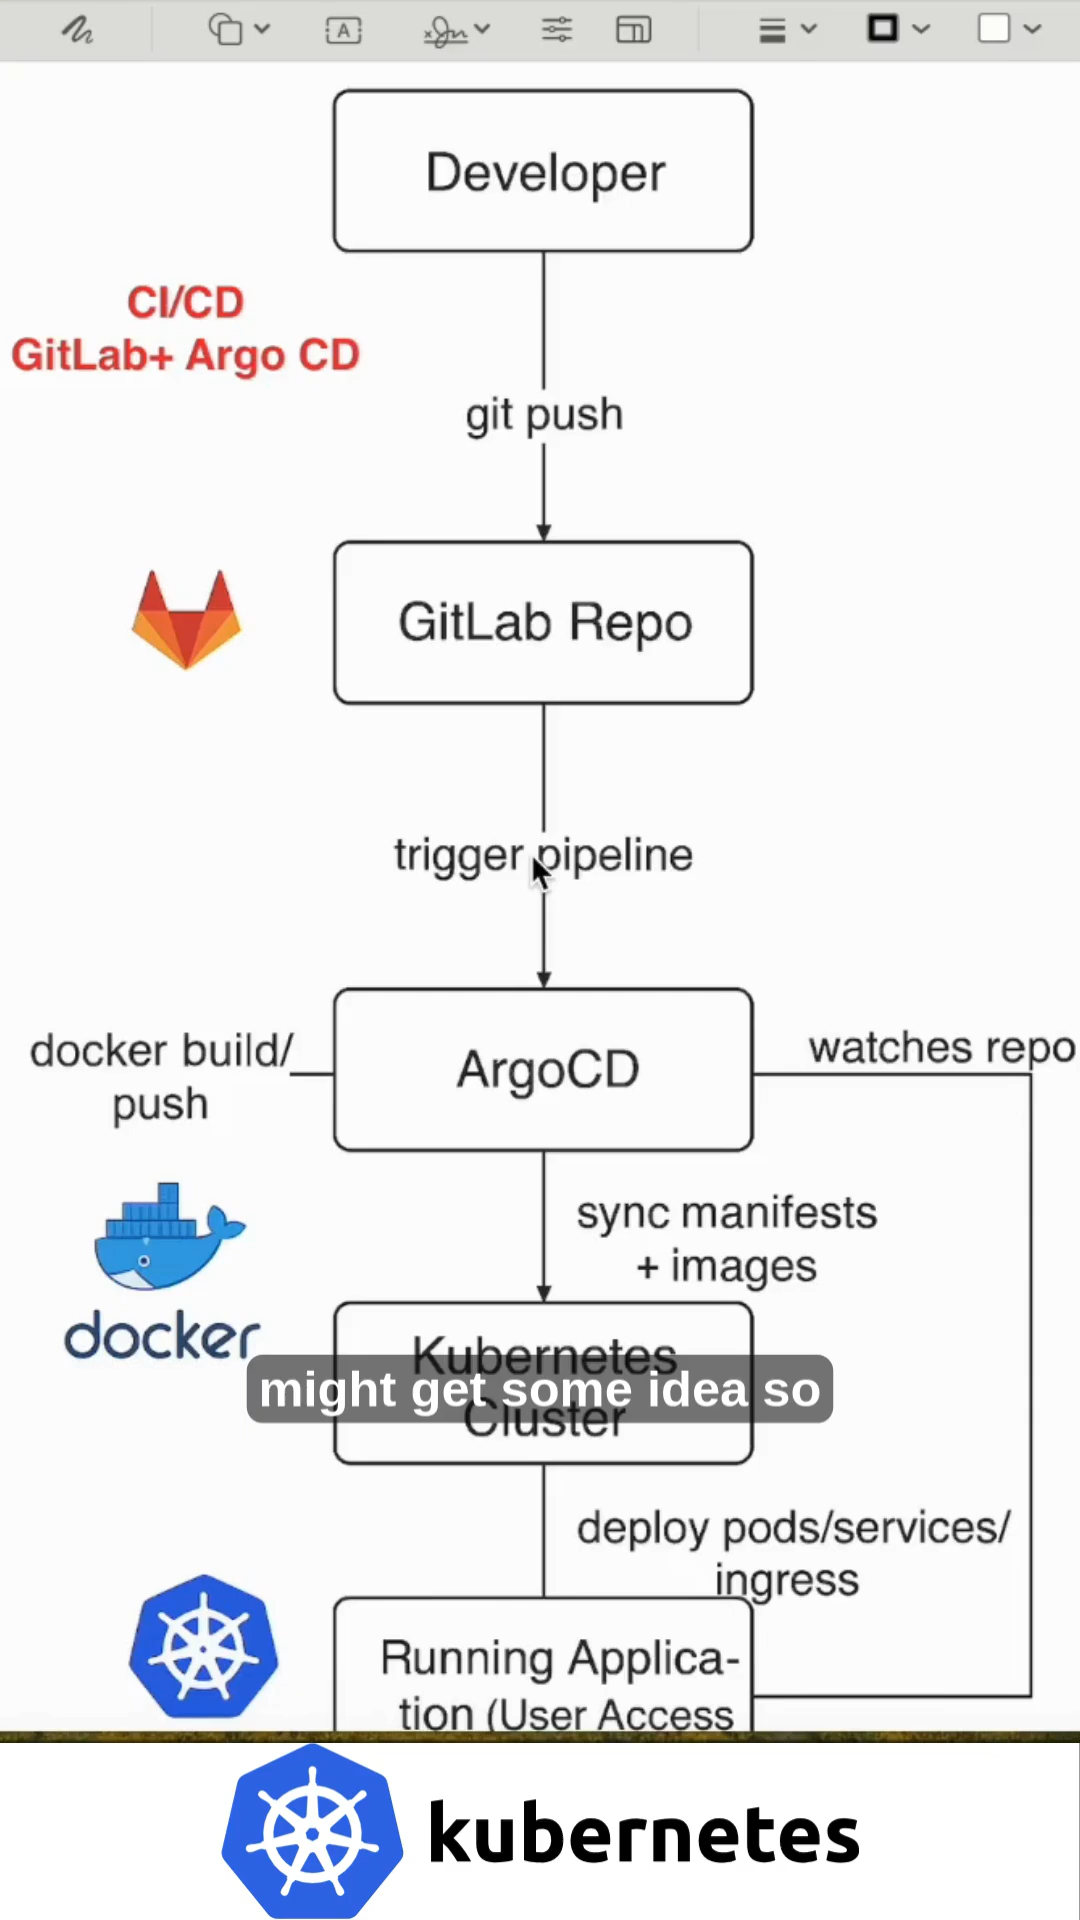 A
Developer
CI/CD
GitLab+ Argo CD
git push
GitLab Repo
trigger pipeline
docker build/
push
ArgoCD
watches repo
sync manifests
+ images
docker
Kubernetes
Cluster
might get some idea so
deploy pods/services/
ingress
Running Applica-
tion (User Access
kubernetes